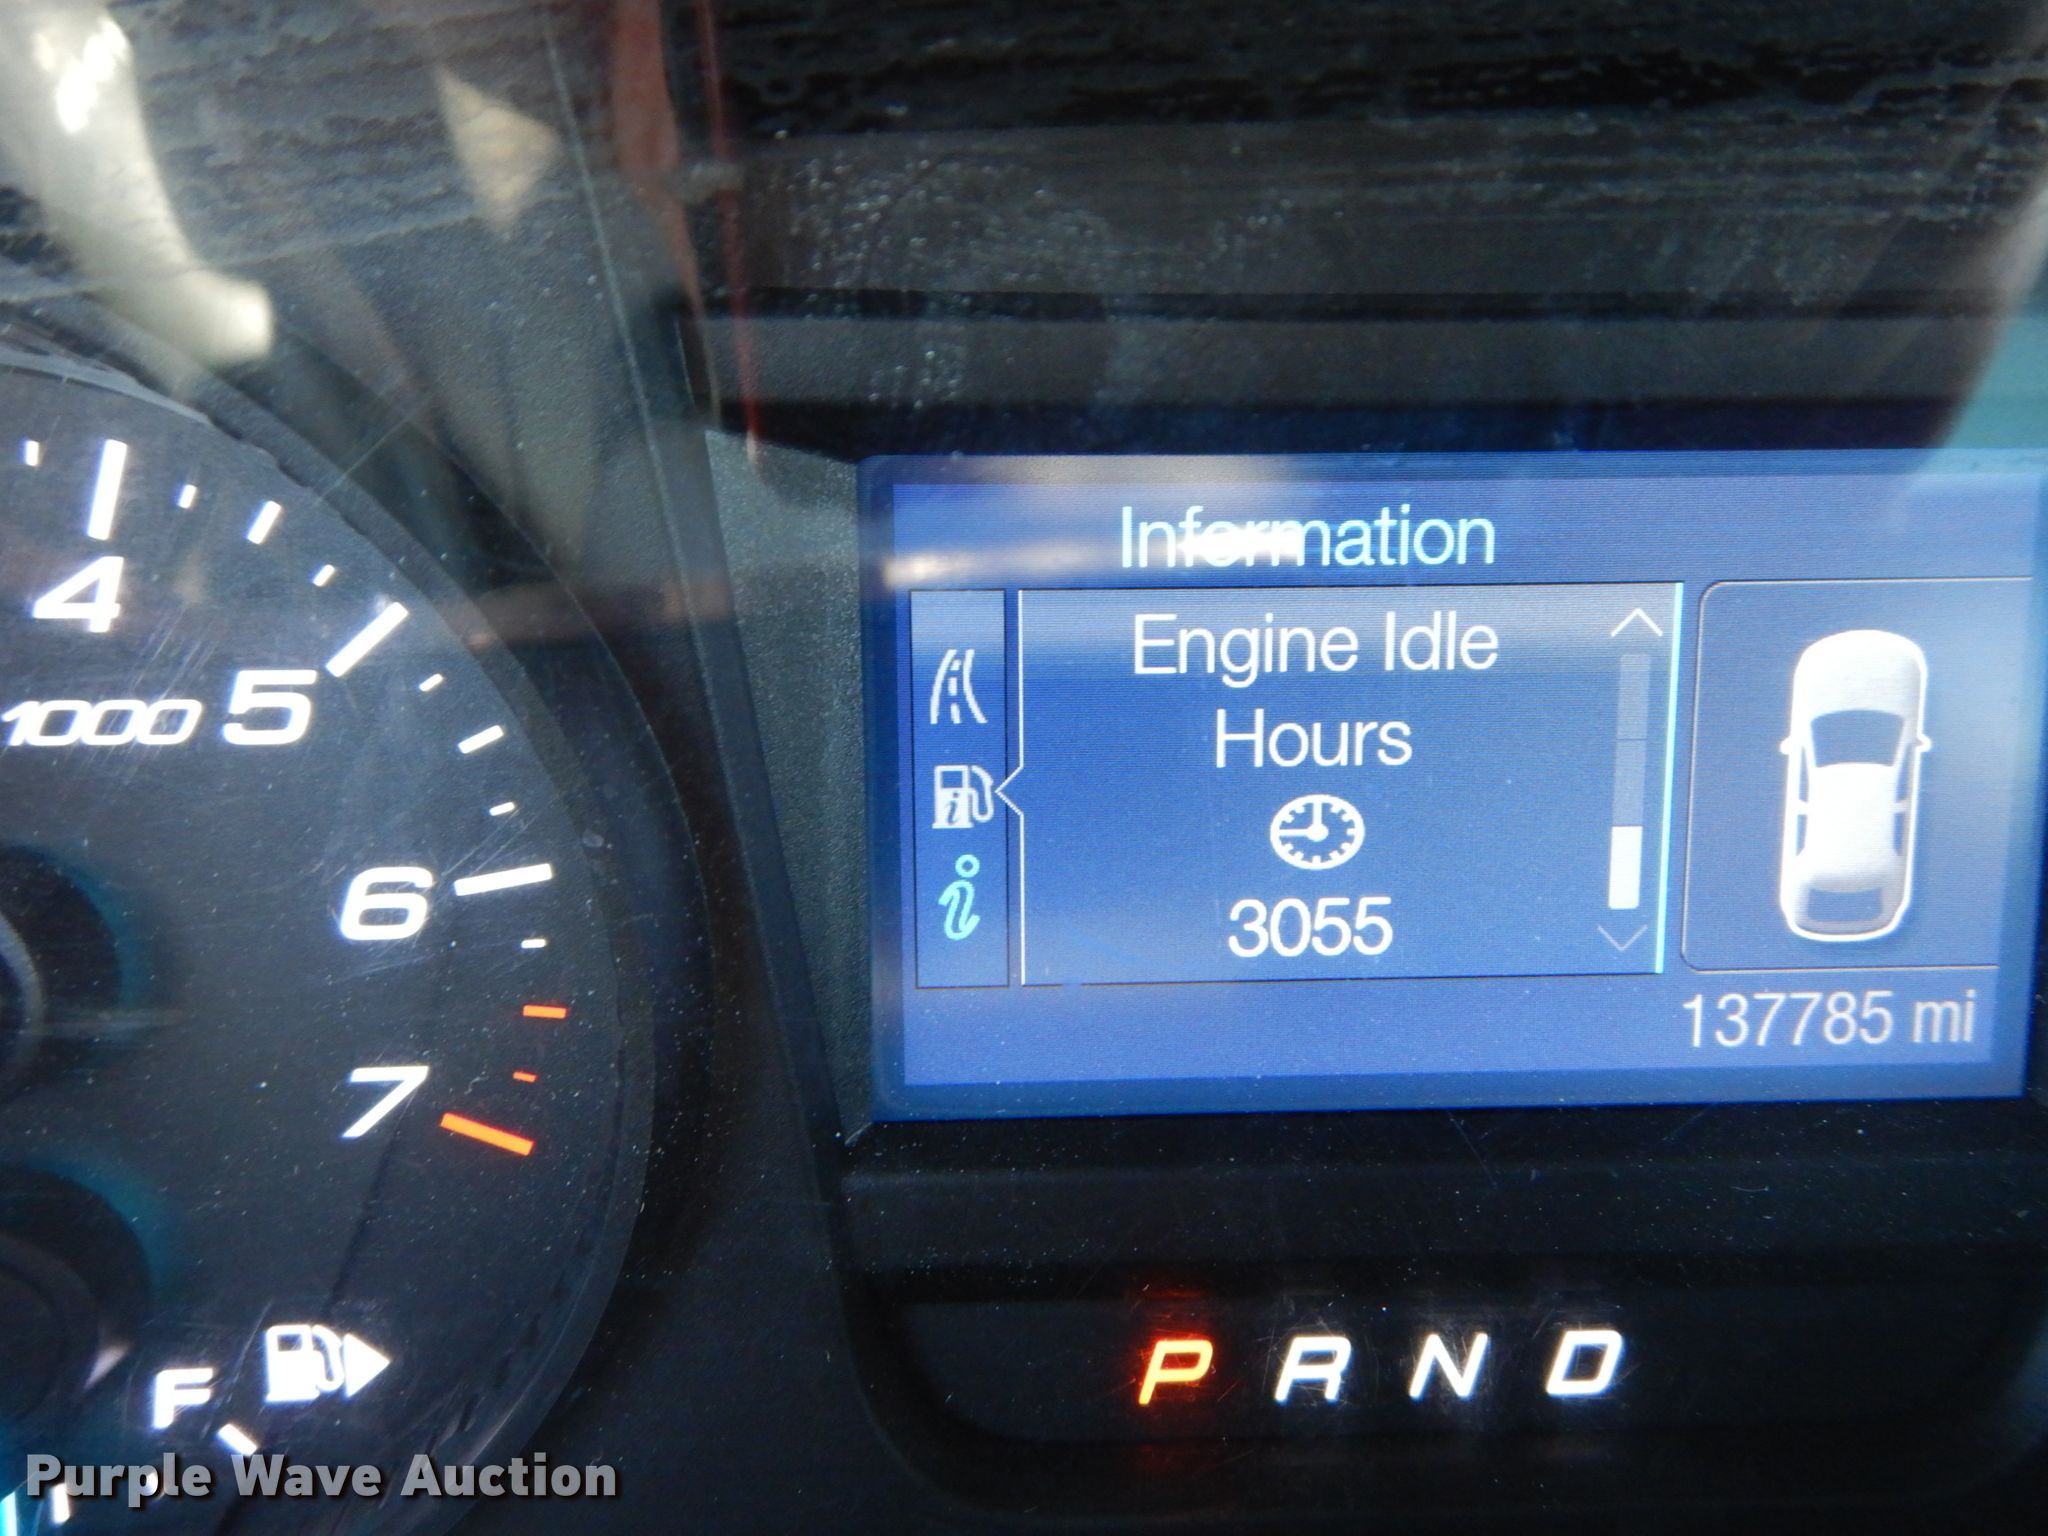 Information
Engine Idle
Hours
3055
137785 mi
4
1000 5
6
7
F
P R N D
Purple Wave Auction